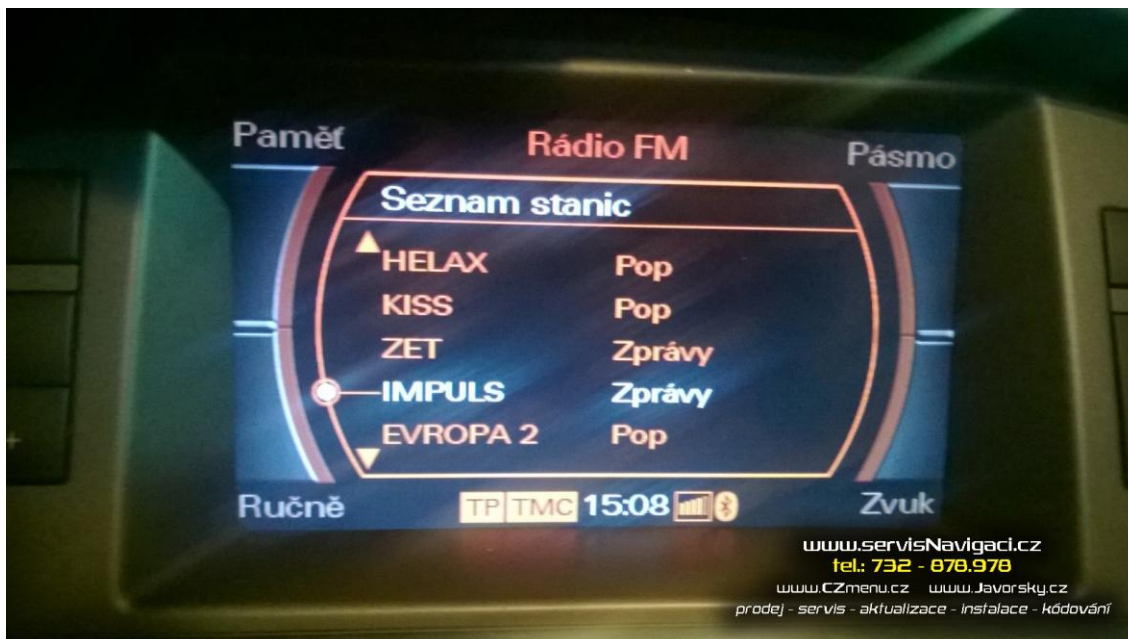 Paměť Rádio FM Pásmo
Seznam stanic
HELAX Pop
KISS Pop
ZET Zprávy
IMPULS Zprávy
EVROPA 2 Pop
Ručně TP TMC 15:08 Zvuk
www.servisNavigaci.cz
tel.: 732 - 878.978
www.CZmenu.cz www.Javorsky.cz
prodej - servis - aktualizace - instalace - kódování